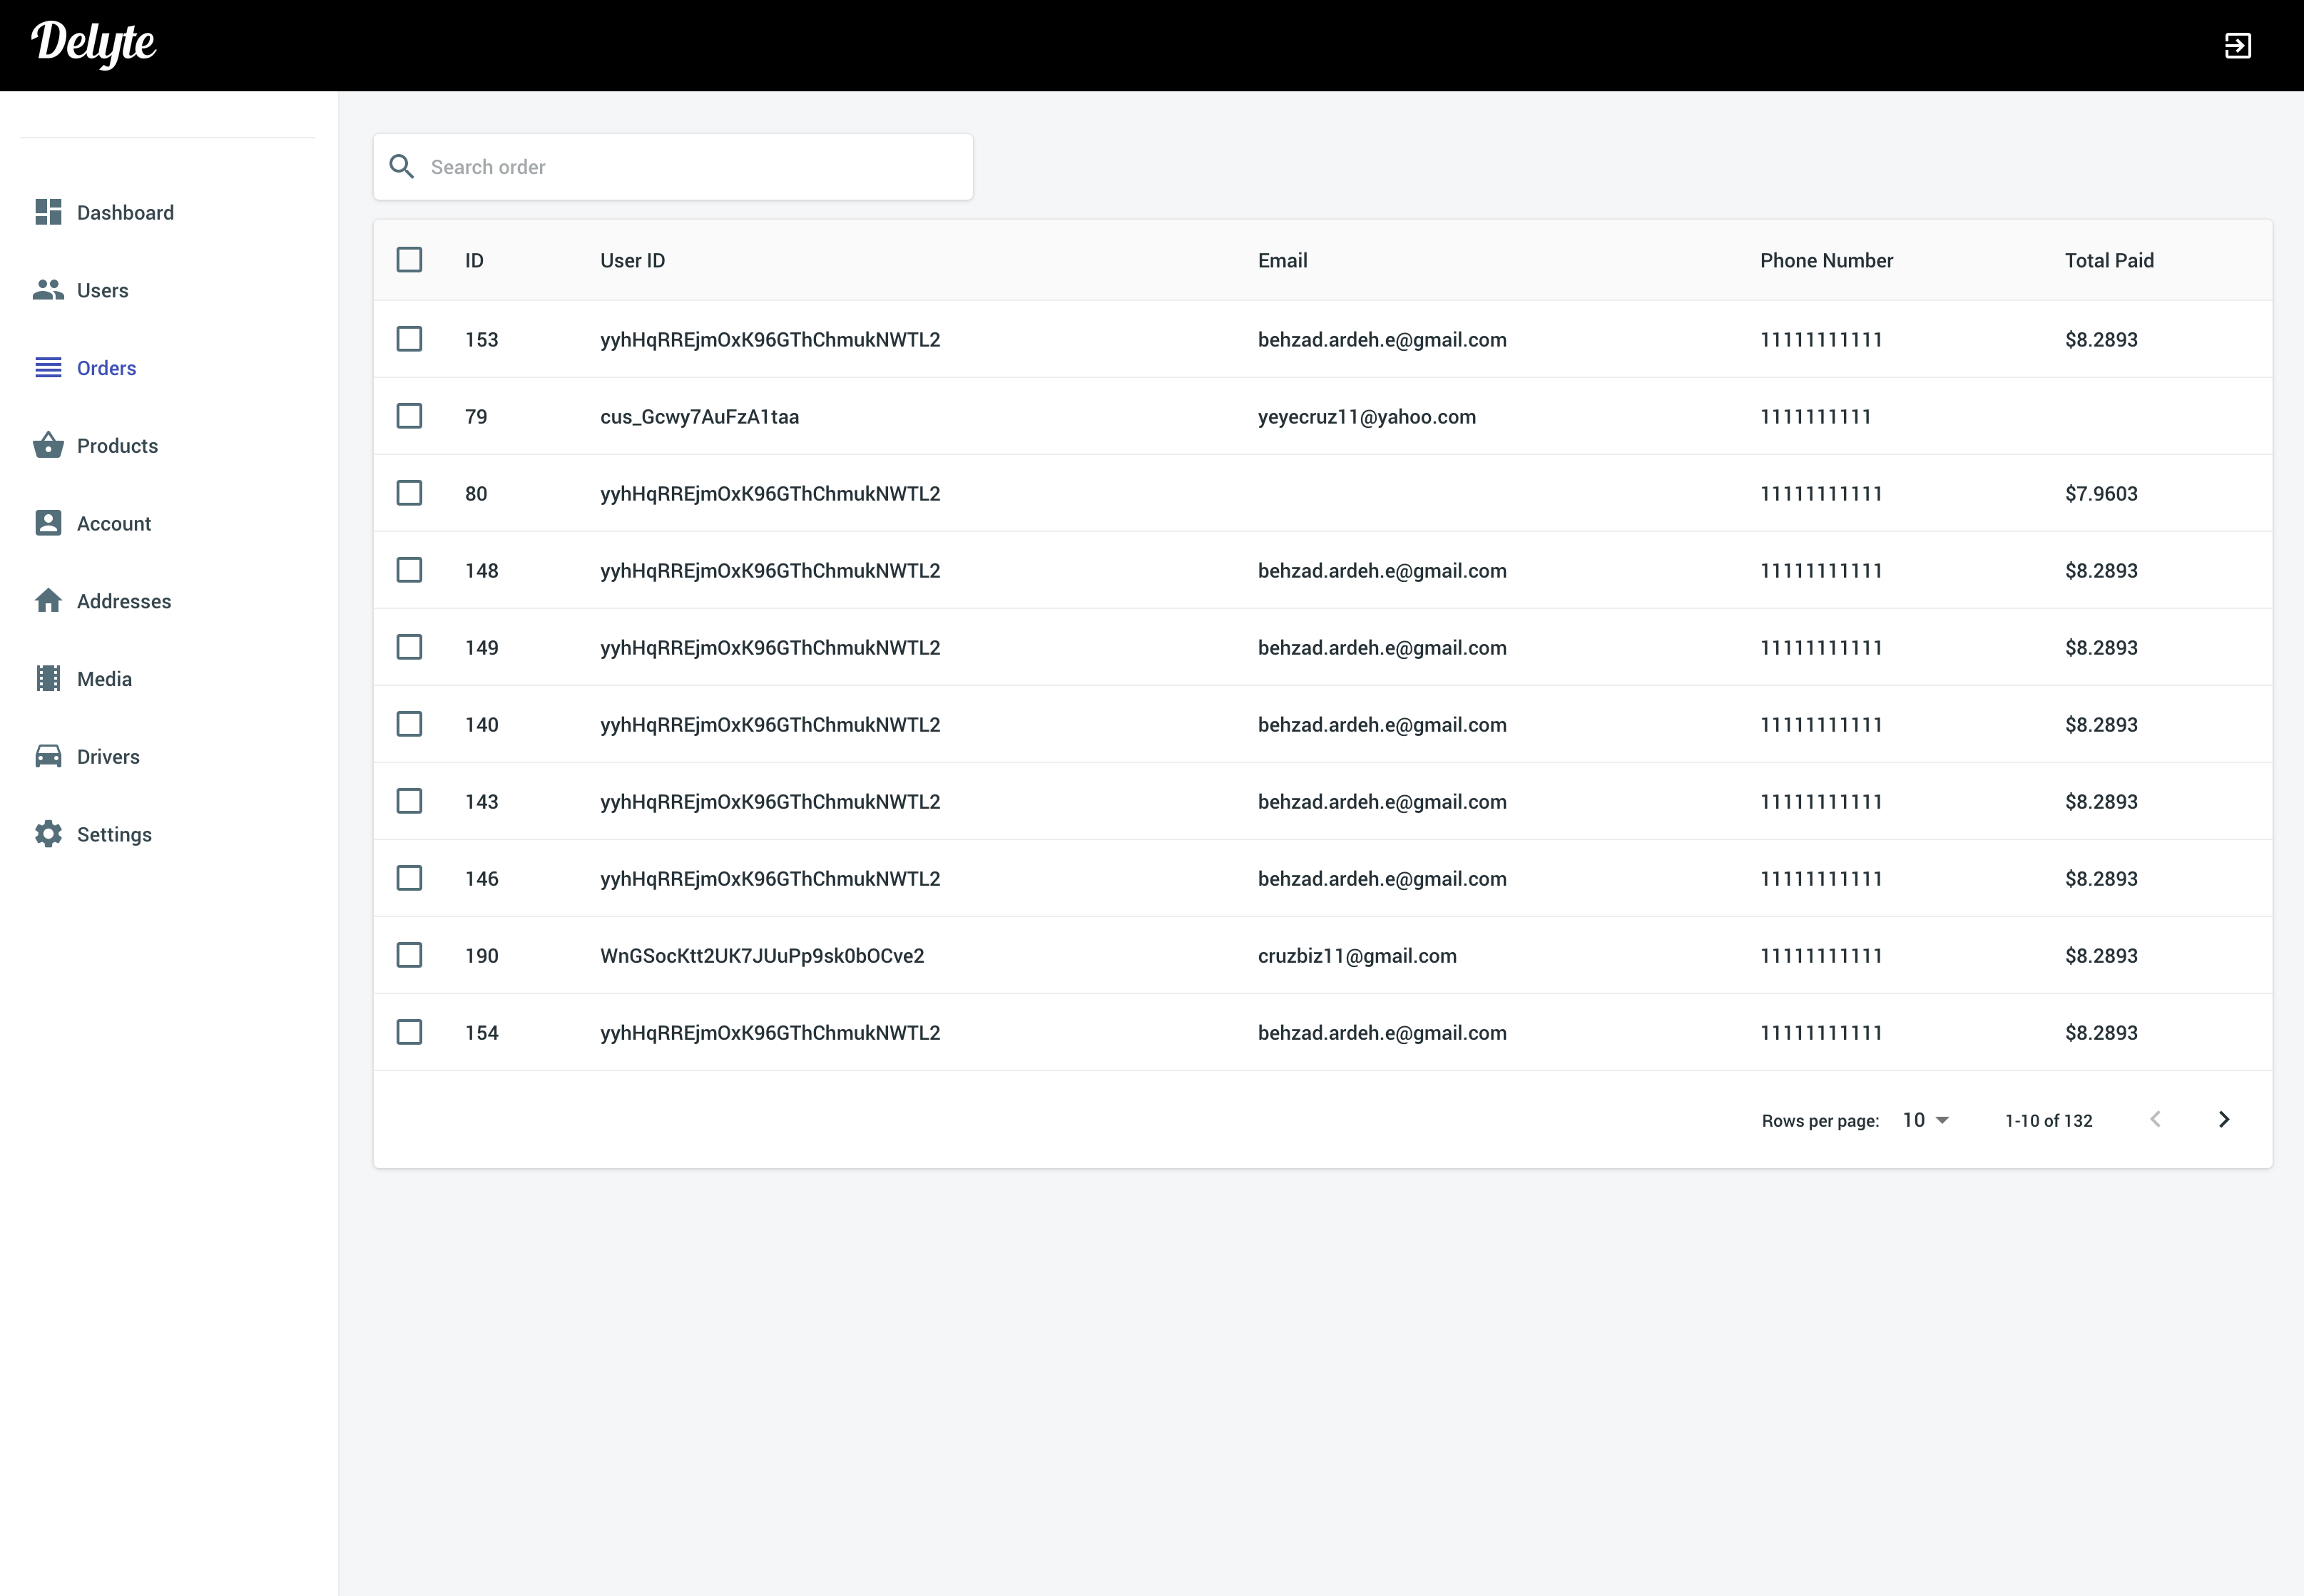 Delyte
Search order
Dashboard
Users
Orders
Products
Account
Addresses
Media
Drivers
Settings
ID User ID Email Phone Number Total Paid
153 yyhHqRREjmOxK96GThChmukNWTL2 behzad.ardeh.e@gmail.com 11111111111 $8.2893
79 cus_Gcwy7AuFzA1taa yeyecruz11@yahoo.com 1111111111
80 yyhHqRREjmOxK96GThChmukNWTL2 11111111111 $7.9603
148 yyhHqRREjmOxK96GThChmukNWTL2 behzad.ardeh.e@gmail.com 11111111111 $8.2893
149 yyhHqRREjmOxK96GThChmukNWTL2 behzad.ardeh.e@gmail.com 11111111111 $8.2893
140 yyhHqRREjmOxK96GThChmukNWTL2 behzad.ardeh.e@gmail.com 11111111111 $8.2893
143 yyhHqRREjmOxK96GThChmukNWTL2 behzad.ardeh.e@gmail.com 11111111111 $8.2893
146 yyhHqRREjmOxK96GThChmukNWTL2 behzad.ardeh.e@gmail.com 11111111111 $8.2893
190 WnGSocKtt2UK7JUuPp9sk0bOCve2 cruzbiz11@gmail.com 11111111111 $8.2893
154 yyhHqRREjmOxK96GThChmukNWTL2 behzad.ardeh.e@gmail.com 11111111111 $8.2893
Rows per page: 10 1-10 of 132